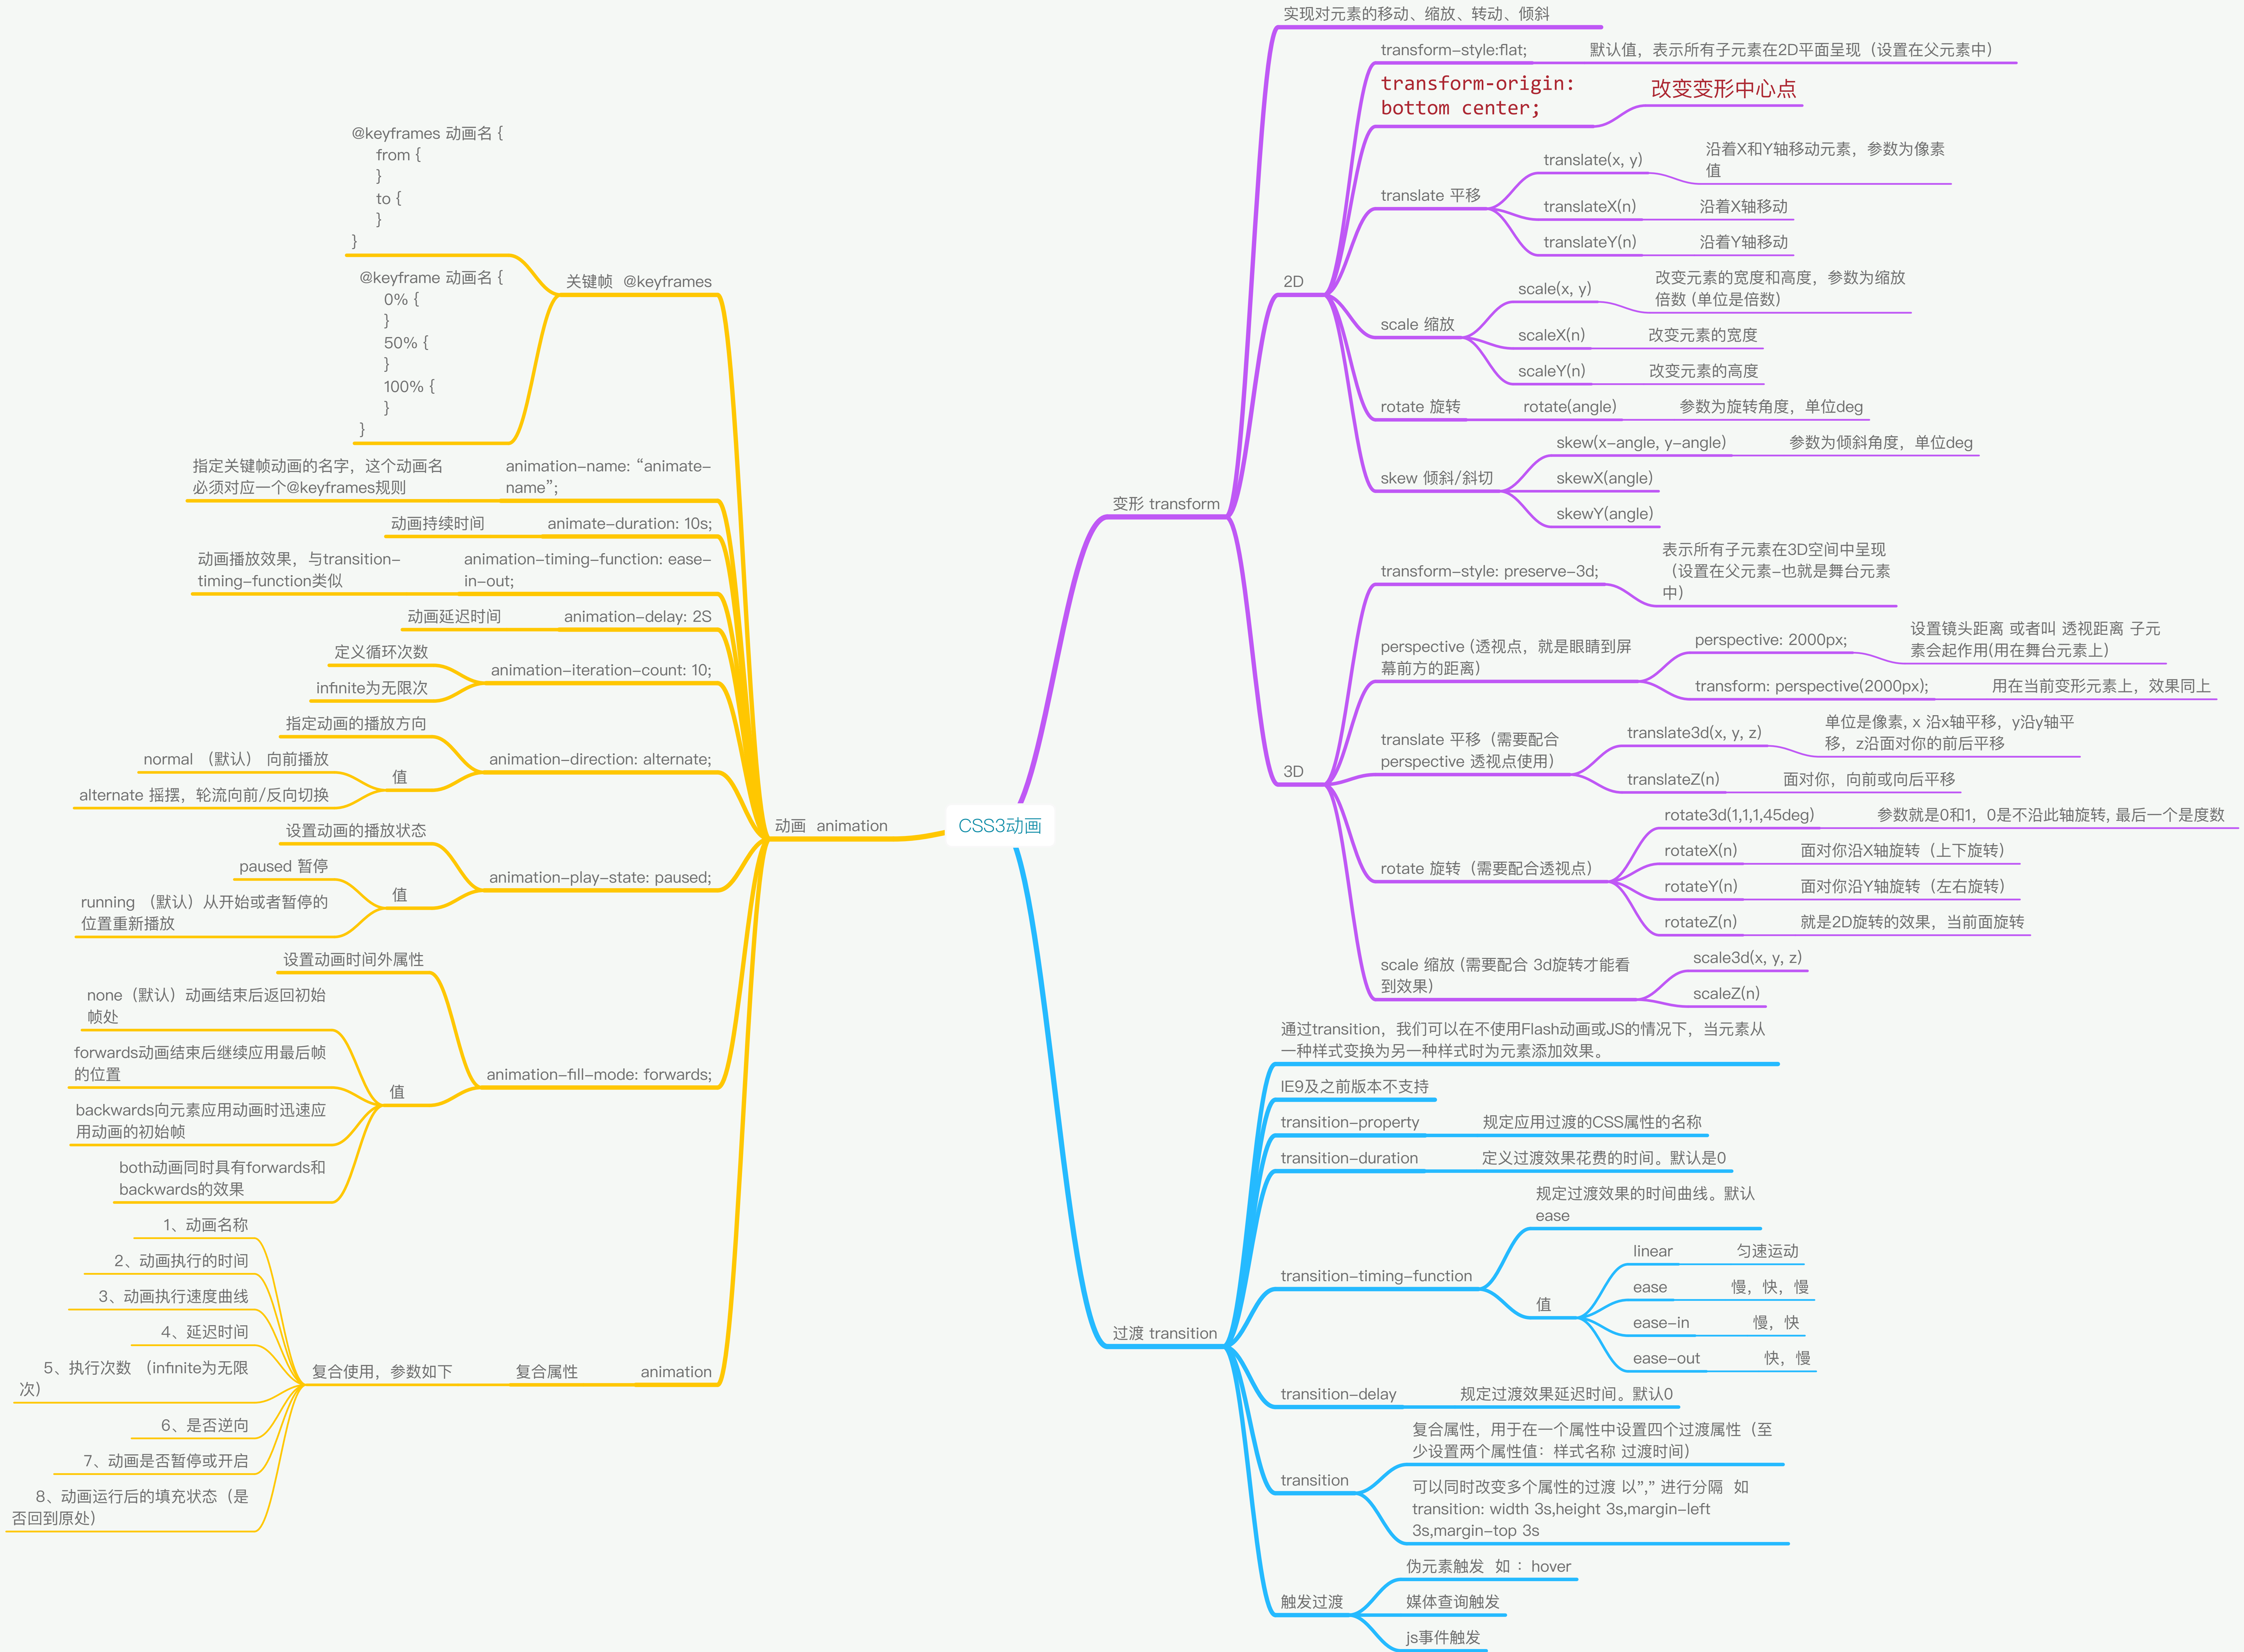 CSS3动画
变形 transform
实现对元素的移动、缩放、转动、倾斜
2D
transform-style:flat;
默认值，表示所有子元素在2D平面呈现（设置在父元素中）
transform-origin:
bottom center;
改变变形中心点
translate 平移
translate(x, y)
沿着X和Y轴移动元素，参数为像素
值
translateX(n)
沿着X轴移动
translateY(n)
沿着Y轴移动
scale 缩放
scale(x, y)
改变元素的宽度和高度，参数为缩放
倍数 (单位是倍数)
scaleX(n)
改变元素的宽度
scaleY(n)
改变元素的高度
rotate 旋转
rotate(angle)
参数为旋转角度，单位deg
skew 倾斜/斜切
skew(x-angle, y-angle)
参数为倾斜角度，单位deg
skewX(angle)
skewY(angle)
3D
transform-style: preserve-3d;
表示所有子元素在3D空间中呈现
（设置在父元素-也就是舞台元素
中）
perspective (透视点，就是眼睛到屏
幕前方的距离)
perspective: 2000px;
设置镜头距离 或者叫 透视距离 子元
素会起作用(用在舞台元素上)
transform: perspective(2000px);
用在当前变形元素上，效果同上
translate 平移（需要配合
perspective 透视点使用）
translate3d(x, y, z)
单位是像素, x 沿x轴平移，y沿y轴平
移，z沿面对你的前后平移
translateZ(n)
面对你，向前或向后平移
rotate 旋转（需要配合透视点）
rotate3d(1,1,1,45deg)
参数就是0和1，0是不沿此轴旋转, 最后一个是度数
rotateX(n)
面对你沿X轴旋转（上下旋转）
rotateY(n)
面对你沿Y轴旋转（左右旋转）
rotateZ(n)
就是2D旋转的效果，当前面旋转
scale 缩放 (需要配合 3d旋转才能看
到效果)
scale3d(x, y, z)
scaleZ(n)
过渡 transition
通过transition，我们可以在不使用Flash动画或JS的情况下，当元素从
一种样式变换为另一种样式时为元素添加效果。
IE9及之前版本不支持
transition-property
规定应用过渡的CSS属性的名称
transition-duration
定义过渡效果花费的时间。默认是0
transition-timing-function
规定过渡效果的时间曲线。默认
ease
值
linear
匀速运动
ease
慢，快，慢
ease-in
慢，快
ease-out
快，慢
transition-delay
规定过渡效果延迟时间。默认0
transition
复合属性，用于在一个属性中设置四个过渡属性（至
少设置两个属性值：样式名称 过渡时间）
可以同时改变多个属性的过渡 以”,” 进行分隔 如
transition: width 3s,height 3s,margin-left
3s,margin-top 3s
触发过渡
伪元素触发 如 ：hover
媒体查询触发
js事件触发
动画 animation
关键帧 @keyframes
@keyframes 动画名 {
from {
}
to {
}
}
@keyframe 动画名 {
0% {
}
50% {
}
100% {
}
}
animation-name: “animate-
name”;
指定关键帧动画的名字，这个动画名
必须对应一个@keyframes规则
animate-duration: 10s;
动画持续时间
animation-timing-function: ease-
in-out;
动画播放效果，与transition-
timing-function类似
animation-delay: 2S
动画延迟时间
animation-iteration-count: 10;
定义循环次数
infinite为无限次
animation-direction: alternate;
指定动画的播放方向
值
normal （默认） 向前播放
alternate 摇摆，轮流向前/反向切换
animation-play-state: paused;
设置动画的播放状态
值
paused 暂停
running （默认）从开始或者暂停的
位置重新播放
animation-fill-mode: forwards;
设置动画时间外属性
值
none（默认）动画结束后返回初始
帧处
forwards动画结束后继续应用最后帧
的位置
backwards向元素应用动画时迅速应
用动画的初始帧
both动画同时具有forwards和
backwards的效果
animation
复合属性
复合使用，参数如下
1、动画名称
2、动画执行的时间
3、动画执行速度曲线
4、延迟时间
5、执行次数 （infinite为无限
次）
6、是否逆向
7、动画是否暂停或开启
8、动画运行后的填充状态（是
否回到原处）